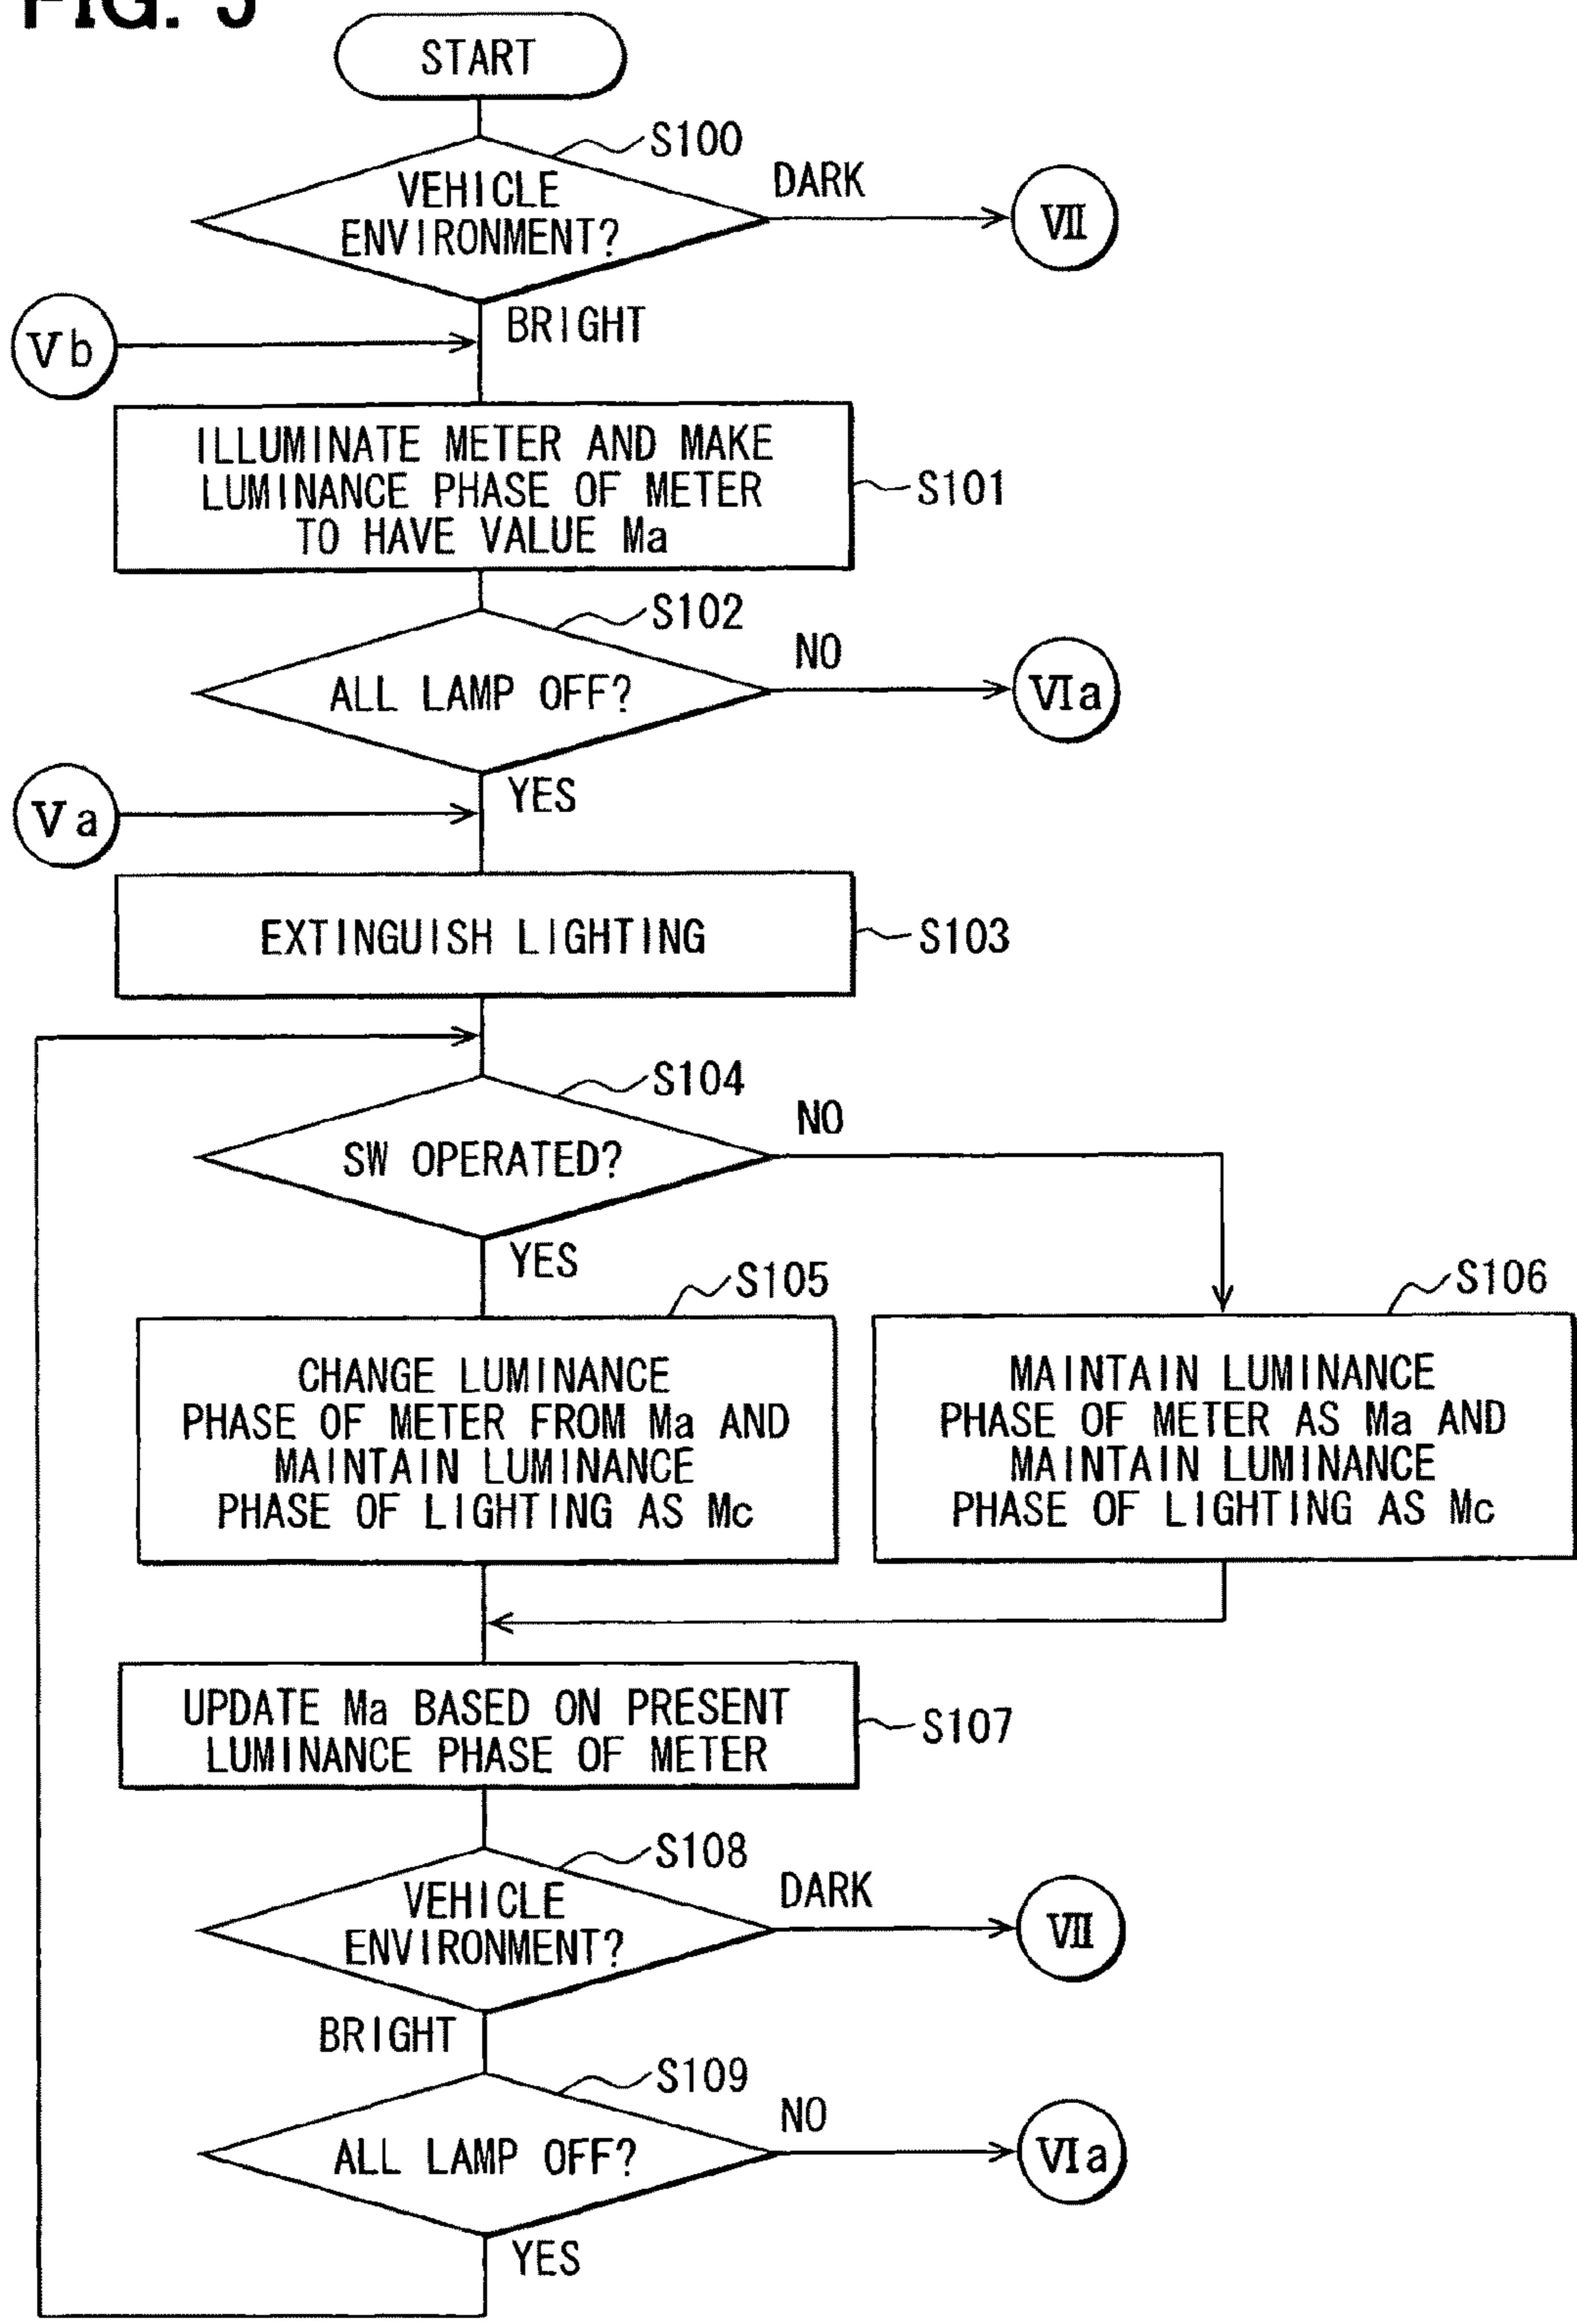 FIG. 5
START
S100
VEHICLE
ENVIRONMENT?
DARK
VII
BRIGHT
Vb
ILLUMINATE METER AND MAKE
LUMINANCE PHASE OF METER
TO HAVE VALUE Ma
S101
S102
ALL LAMP OFF?
NO
VIa
YES
Va
EXTINGUISH LIGHTING
S103
S104
SW OPERATED?
NO
YES
S105
CHANGE LUMINANCE
PHASE OF METER FROM Ma AND
MAINTAIN LUMINANCE
PHASE OF LIGHTING AS Mc
S106
MAINTAIN LUMINANCE
PHASE OF METER AS Ma AND
MAINTAIN LUMINANCE
PHASE OF LIGHTING AS Mc
UPDATE Ma BASED ON PRESENT
LUMINANCE PHASE OF METER
S107
S108
VEHICLE
ENVIRONMENT?
DARK
VII
BRIGHT
S109
ALL LAMP OFF?
NO
VIa
YES